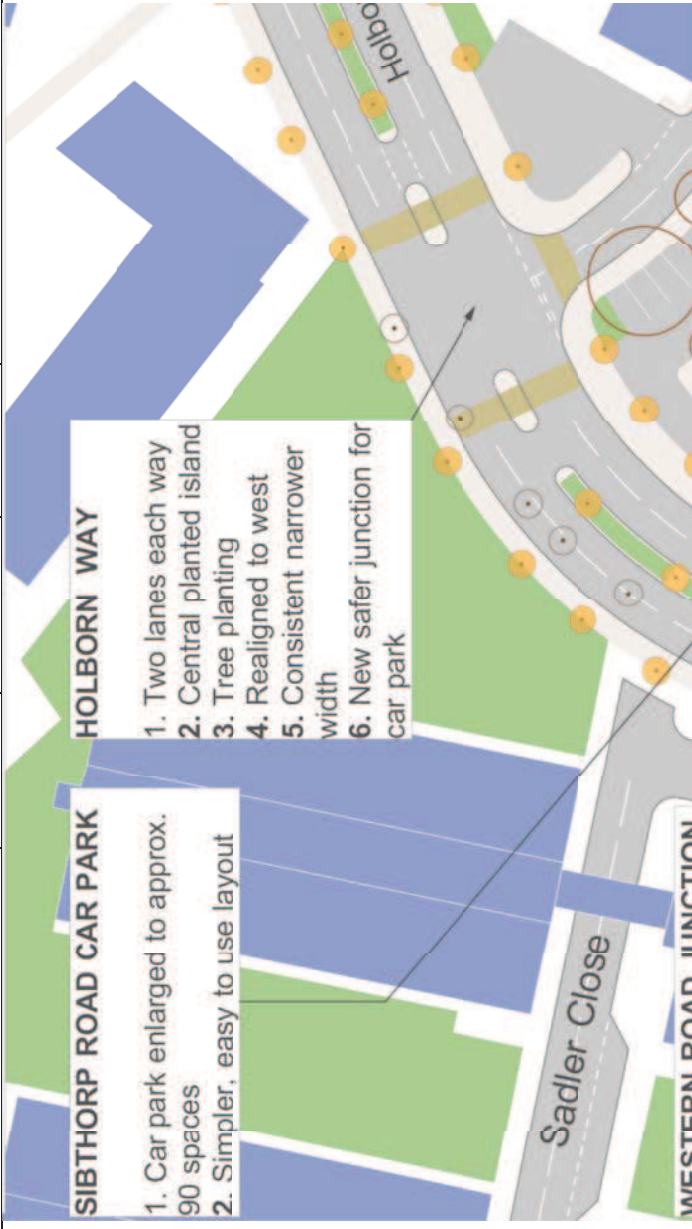 SIBTHORP ROAD CAR PARK
1. Car park enlarged to approx.
90 spaces
2. Simpler, easy to use layout
HOLBORN WAY
1. Two lanes each way
2. Central planted island
3. Tree planting
4. Realigned to west
5. Consistent narrower
width
6. New safer junction for
car park
Holbo
Sadler Close
WESTERN ROAD JUNCTION